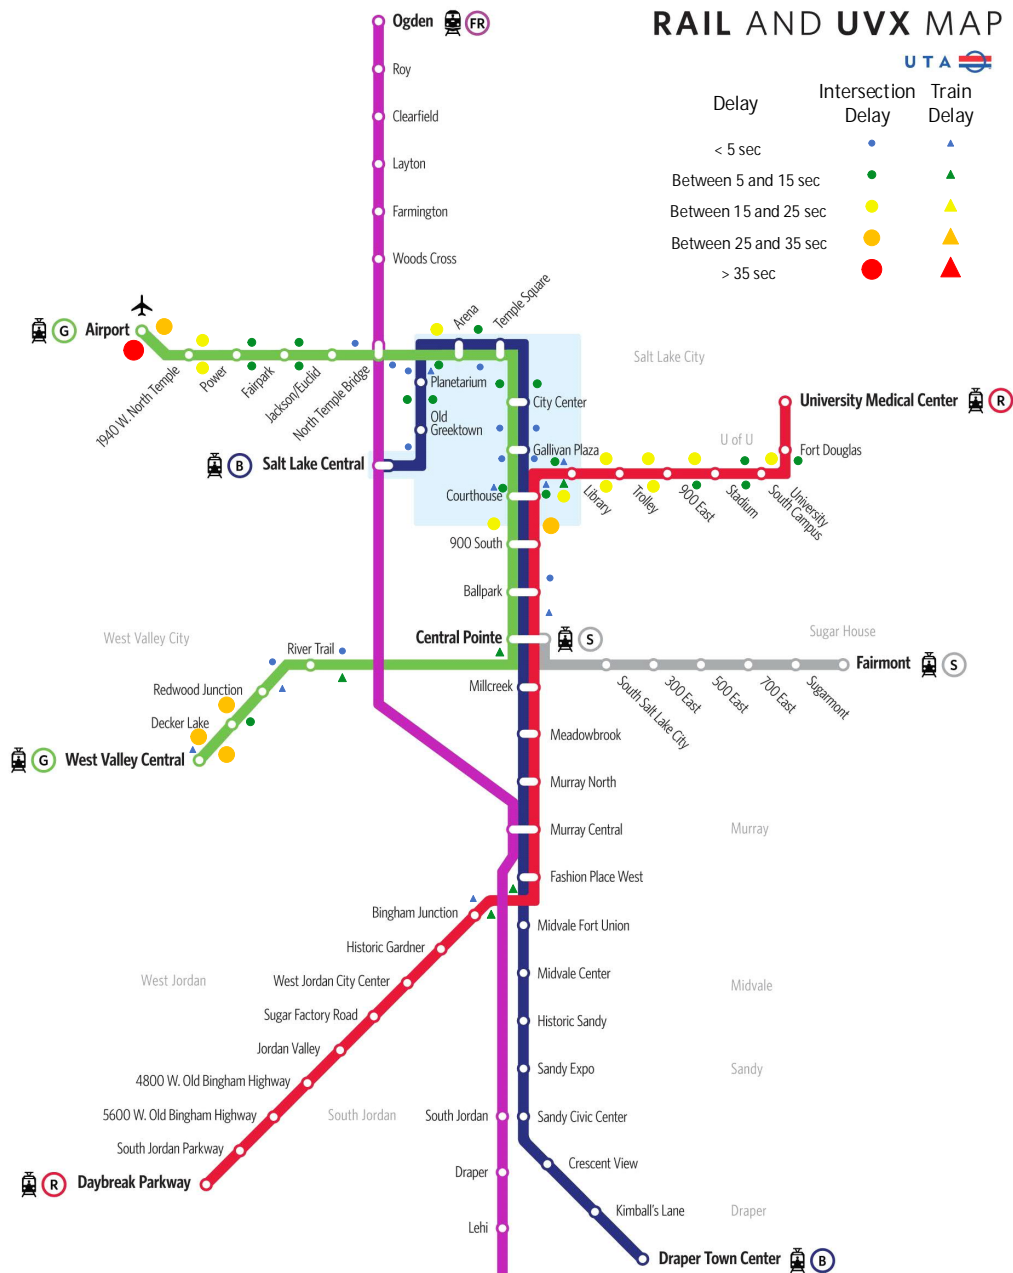 RAIL AND UVX MAP
UTA
Delay
Intersection
Delay
Train
Delay
< 5 sec
Between 5 and 15 sec
Between 15 and 25 sec
Between 25 and 35 sec
> 35 sec
Ogden
FR
Roy
Clearfield
Layton
Farmington
Woods Cross
Arena
Temple Square
G
Airport
1940 W. North Temple
Power
Fairpark
Jackson/Euclid
North Temple Bridge
Salt Lake City
Planetarium
Old
Greektown
B
Salt Lake Central
City Center
Gallivan Plaza
Courthouse
University Medical Center
R
U of U
Fort Douglas
Library
Trolley
900 East
Stadium
University
South Campus
900 South
Ballpark
Central Pointe
S
West Valley City
Sugar House
River Trail
Fairmont
S
Redwood Junction
Decker Lake
G
West Valley Central
South Salt Lake City
300 East
500 East
700 East
Sugarmont
Millcreek
Meadowbrook
Murray North
Murray Central
Murray
Fashion Place West
Bingham Junction
Midvale Fort Union
Historic Gardner
West Jordan
West Jordan City Center
Midvale Center
Midvale
Sugar Factory Road
Historic Sandy
Jordan Valley
Sandy Expo
Sandy
4800 W. Old Bingham Highway
5600 W. Old Bingham Highway
South Jordan
South Jordan
Sandy Civic Center
South Jordan Parkway
Crescent View
R
Daybreak Parkway
Draper
Kimball's Lane
Draper
Lehi
Draper Town Center
B